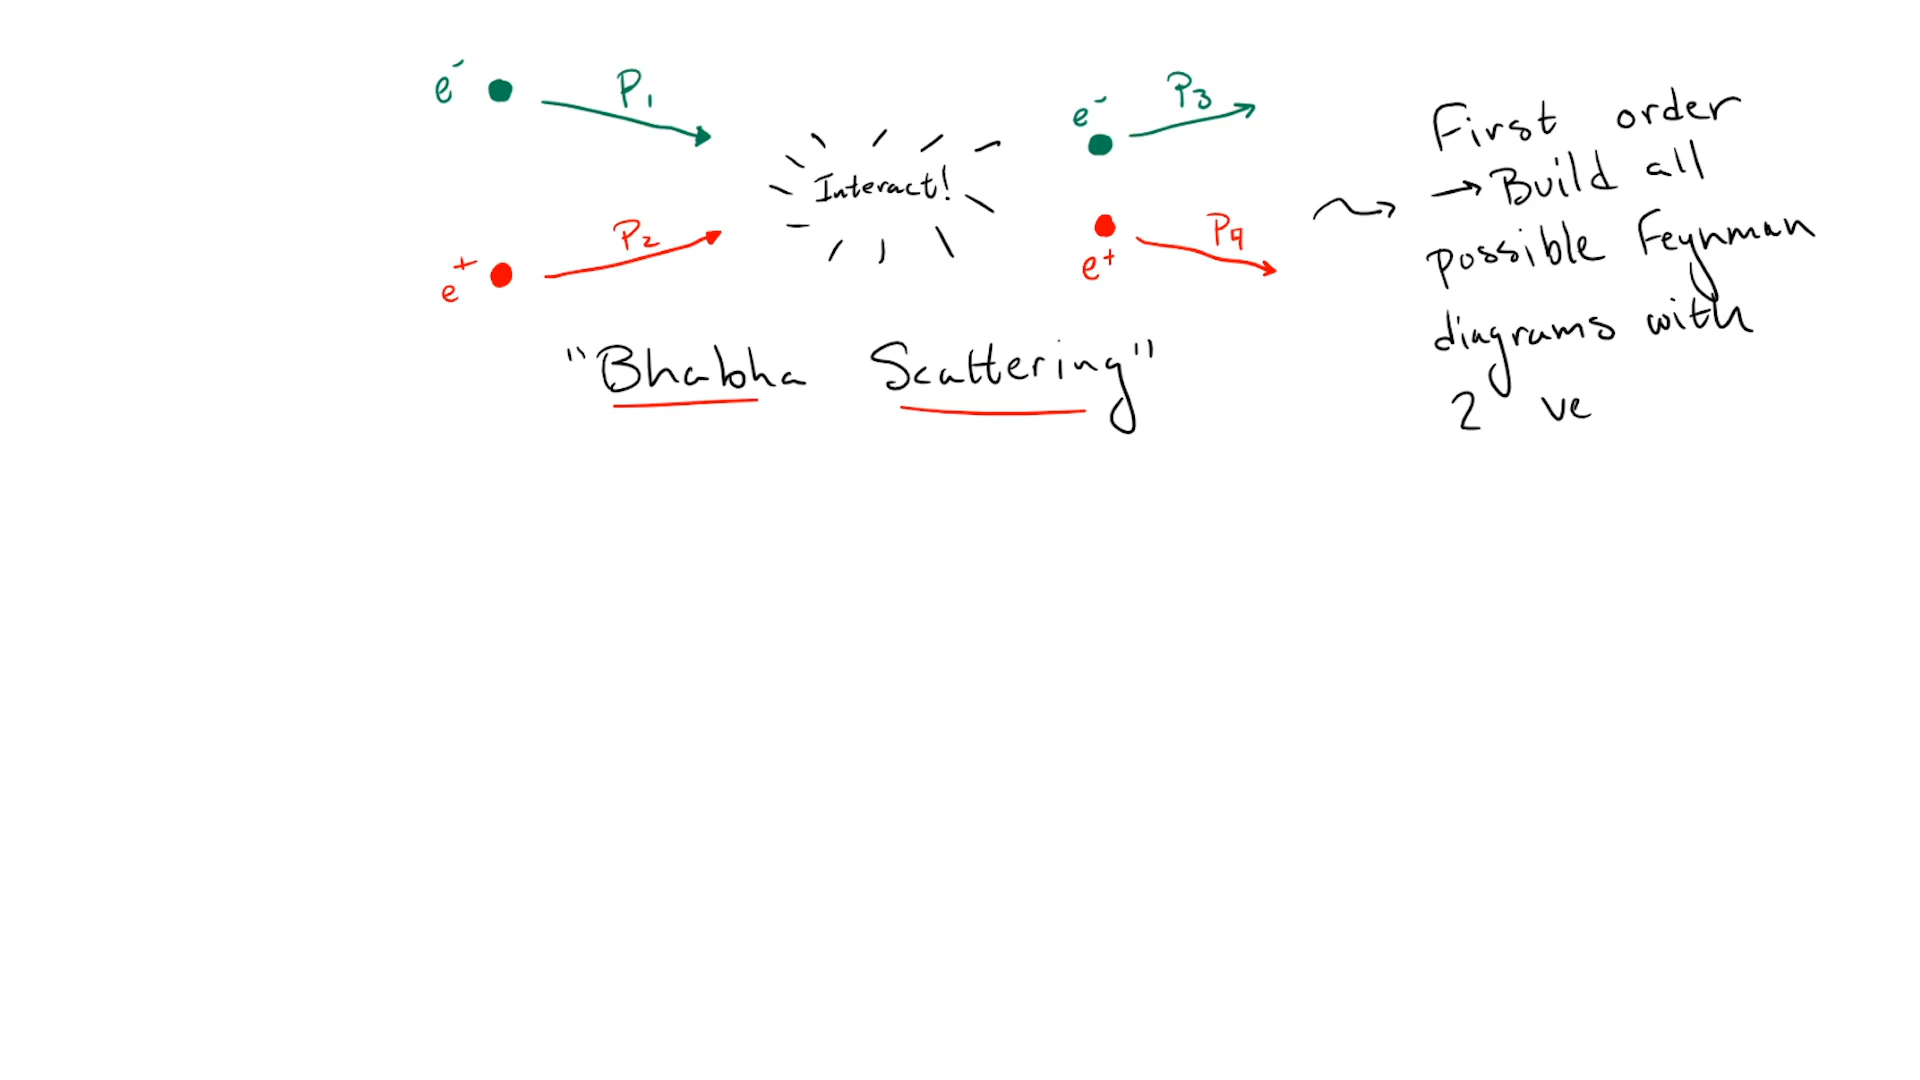 e⁻ P₁
e⁻ P₃
Interact!
e⁺ P₂
e⁺ P₄
"Bhabha Scattering"
First order
→ Build all
possible Feynman
diagrams with
2 ve